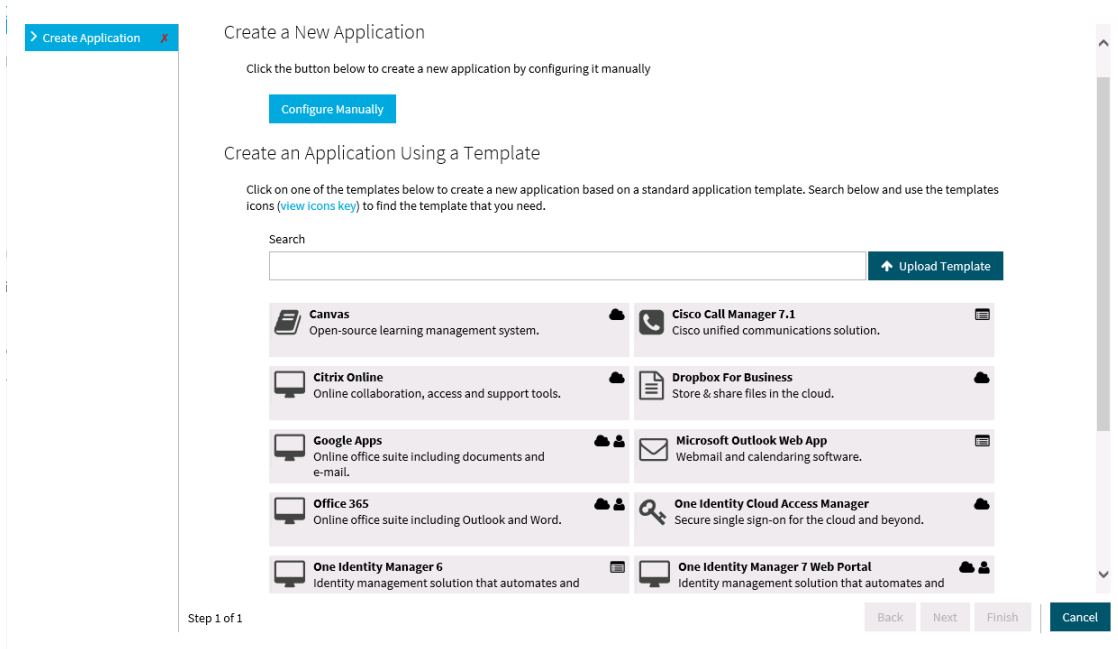 Create Application X
Create a New Application
Click the button below to create a new application by configuring it manually
Configure Manually
Create an Application Using a Template
Click on one of the templates below to create a new application based on a standard application template. Search below and use the templates
icons (view icons key) to find the template that you need.
Search
Upload Template
Canvas
Open-source learning management system.
Cisco Call Manager 7.1
Cisco unified communications solution.
Citrix Online
Online collaboration, access and support tools.
Dropbox For Business
Store & share files in the cloud.
Google Apps
Online office suite including documents and
e-mail.
Microsoft Outlook Web App
Webmail and calendaring software.
Office 365
Online office suite including Outlook and Word.
One Identity Cloud Access Manager
Secure single sign-on for the cloud and beyond.
One Identity Manager 6
Identity management solution that automates and
One Identity Manager 7 Web Portal
Identity management solution that automates and
Step 1 of 1
Back
Next
Finish
Cancel